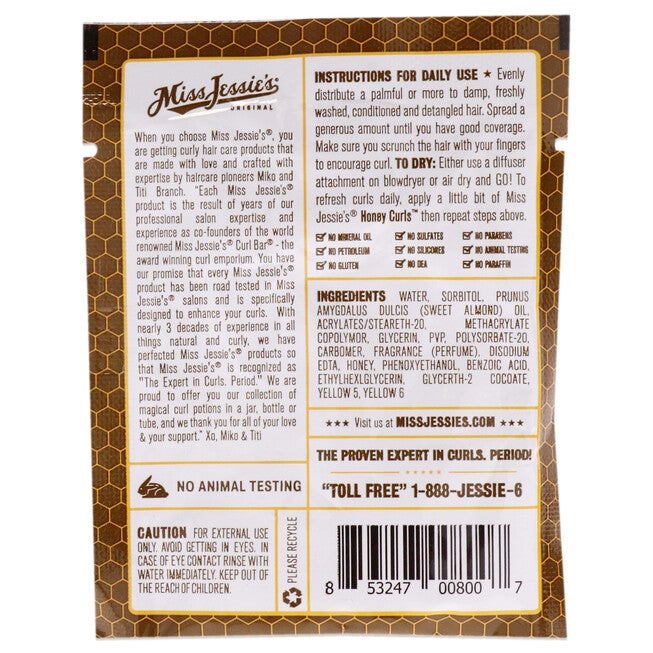 Miss Jessie's®
ORIGINAL
When you choose Miss Jessie's®, you
are getting curly hair care products
that are made with love and crafted with
expertise by haircare pioneers Miko and
Titi Branch. "Each Miss Jessie's®
product is the result of years of our
professional salon expertise and
experience as co-founders of the world
renowned Miss Jessie's® Curl Bar® - the
award winning curl emporium. You have
our promise that every Miss Jessie's®
product has been road tested in Miss
Jessie's® salons and is specifically
designed to enhance your curls. With
nearly 3 decades of experience in all
things natural and curly, we have
perfected Miss Jessie's® products so
that Miss Jessie's® is recognized as
"The Expert in Curls. Period." We are
proud to offer you our collection of
magical curl potions in a jar, bottle or
tube, and we thank you for all of your love
& your support." Xo, Miko & Titi
NO ANIMAL TESTING
CAUTION FOR EXTERNAL USE
ONLY. AVOID GETTING IN EYES. IN
CASE OF EYE CONTACT RINSE WITH
WATER IMMEDIATELY. KEEP OUT OF
THE REACH OF CHILDREN.
PLEASE RECYCLE
INSTRUCTIONS FOR DAILY USE ★ Evenly
distribute a palmful or more to damp, freshly
washed, conditioned and detangled hair. Spread a
generous amount until you have good coverage.
Make sure you scrunch the hair with your fingers
to encourage curl. TO DRY: Either use a diffuser
attachment on blowdryer or air dry and GO! To
refresh curls daily, apply a little bit of Miss
Jessie's® Honey Curls™ then repeat steps above.
NO MINERAL OIL NO SULFATES NO PARABENS
NO PETROLEUM NO SILICONES NO ANIMAL TESTING
NO GLUTEN NO DEA NO PARAFFIN
INGREDIENTS WATER, SORBITOL, PRUNUS
AMYGDALUS DULCIS (SWEET ALMOND) OIL,
ACRYLATES/STEARETH-20, METHACRYLATE
COPOLYMOR, GLYCERIN, PVP, POLYSORBATE-20,
CARBOMER, FRAGRANCE (PERFUME), DISODIUM
EDTA, HONEY, PHENOXYETHANOL, BENZOIC ACID,
ETHYLHEXLGLYCERIN, GLYCERTH-2 COCOATE,
YELLOW 5, YELLOW 6
★★★ Visit us at MISSJESSIES.COM ★★★
THE PROVEN EXPERT IN CURLS. PERIOD!
"TOLL FREE" 1-888-JESSIE-6
8 53247 00800 7